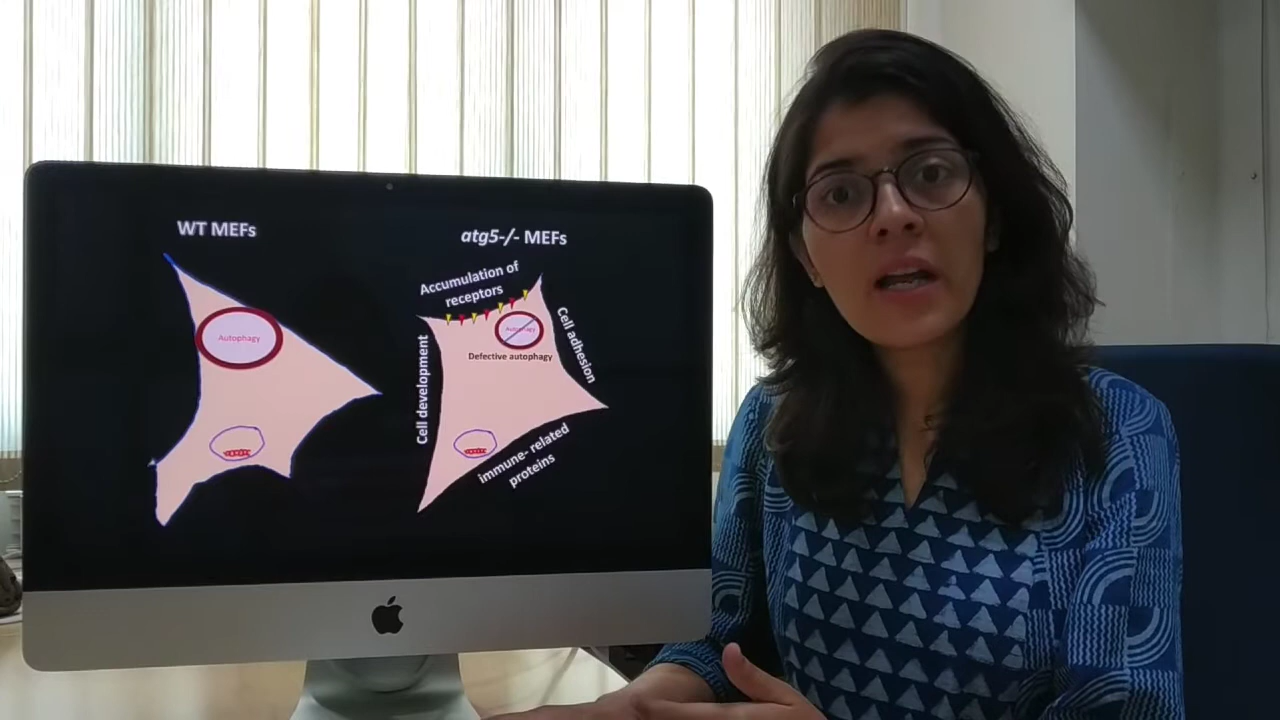 WT MEFs
atg5-/- MEFs
Accumulation of
receptors
Autophagy
Autophagy
Defective autophagy
Cell development
Cell adhesion
immune- related
proteins